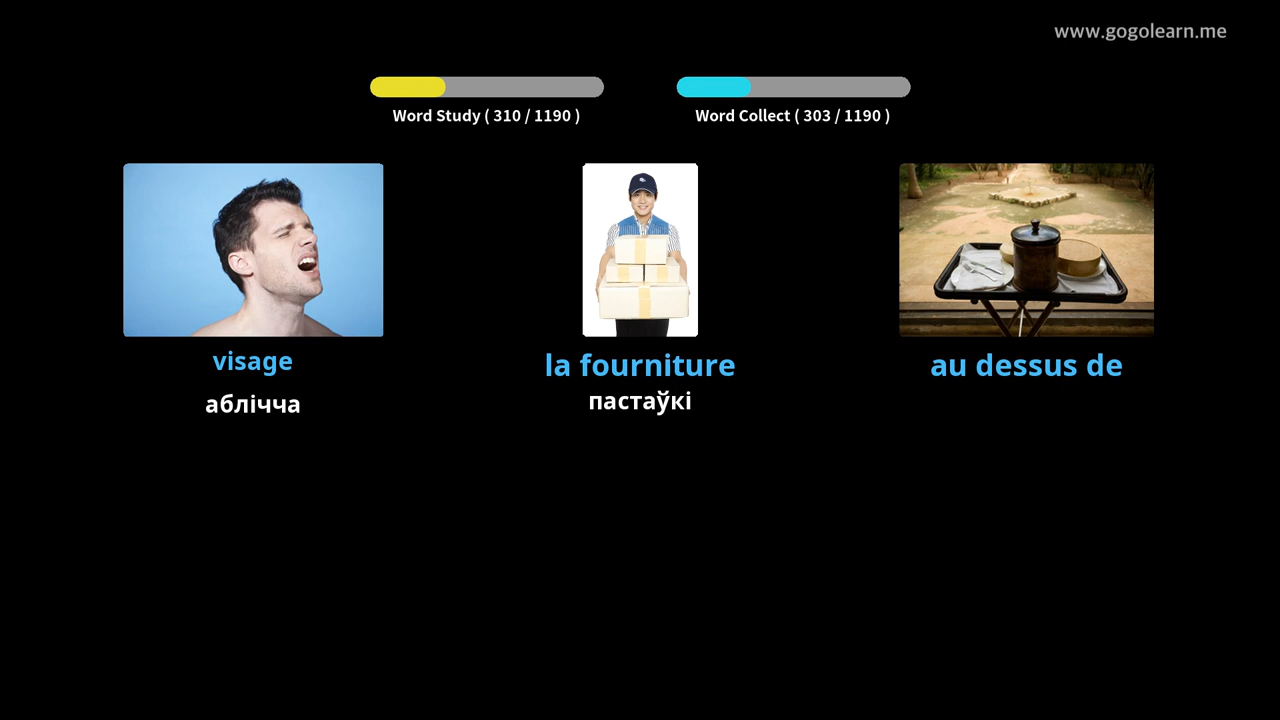 www.gogolearn.me
Word Study ( 310 / 1190 )
Word Collect ( 303 / 1190 )
visage
аблічча
la fourniture
пастаўкі
au dessus de